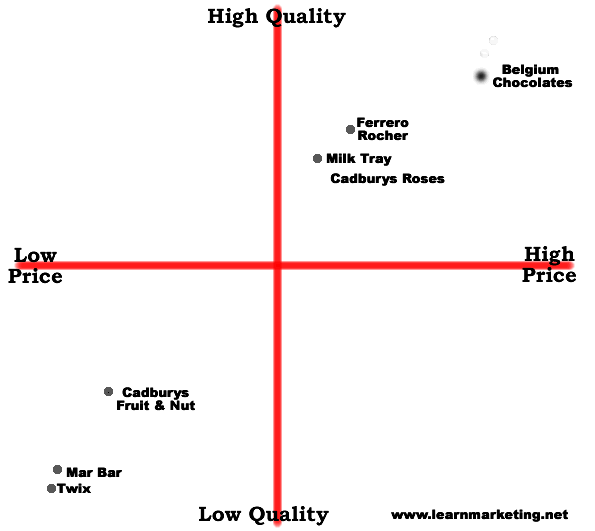 High Quality
Belgium
Chocolates
Ferrero
Rocher
Milk Tray
Cadburys Roses
Low
Price
High
Price
Cadburys
Fruit & Nut
Mar Bar
Twix
Low Quality
www.learnmarketing.net